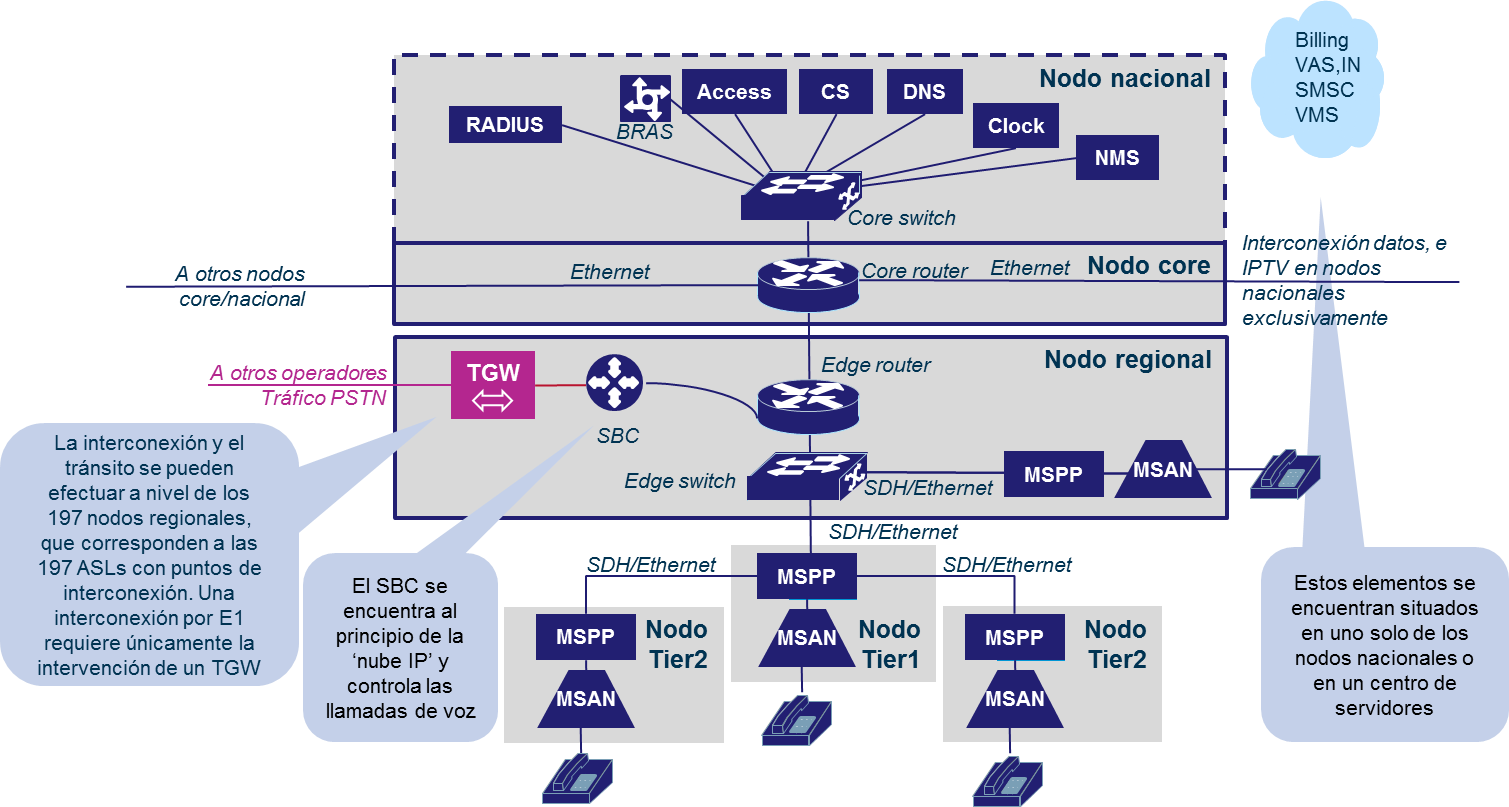 Billing
VAS,IN
SMSC
VMS
Nodo nacional
RADIUS
BRAS
Access
CS
DNS
Clock
NMS
Core switch
A otros nodos
core/nacional
Ethernet
Core router
Ethernet
Nodo core
Interconexión datos, e
IPTV en nodos
nacionales
exclusivamente
A otros operadores
Tráfico PSTN
TGW
SBC
Edge router
Nodo regional
Edge switch
SDH/Ethernet
MSPP
MSAN
La interconexión y el
tránsito se pueden
efectuar a nivel de los
197 nodos regionales,
que corresponden a las
197 ASLs con puntos de
interconexión. Una
interconexión por E1
requiere únicamente la
intervención de un TGW
El SBC se
encuentra al
principio de la
‘nube IP’ y
controla las
llamadas de voz
SDH/Ethernet
SDH/Ethernet
MSPP
SDH/Ethernet
MSAN
Nodo
Tier1
MSPP
Nodo
Tier2
MSAN
MSPP
Nodo
Tier2
MSAN
Estos elementos se
encuentran situados
en uno solo de los
nodos nacionales o
en un centro de
servidores